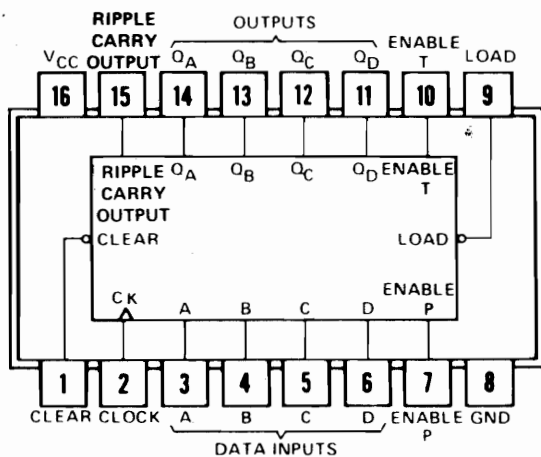 OUTPUTS
RIPPLE CARRY OUTPUT
VCC QA QB QC QD ENABLE T LOAD
16 15 14 13 12 11 10 9
RIPPLE CARRY OUTPUT QA QB QC QD ENABLE T
CLEAR LOAD
CK A B C D ENABLE P
1 2 3 4 5 6 7 8
CLEAR CLOCK A B C D ENABLE P GND
DATA INPUTS